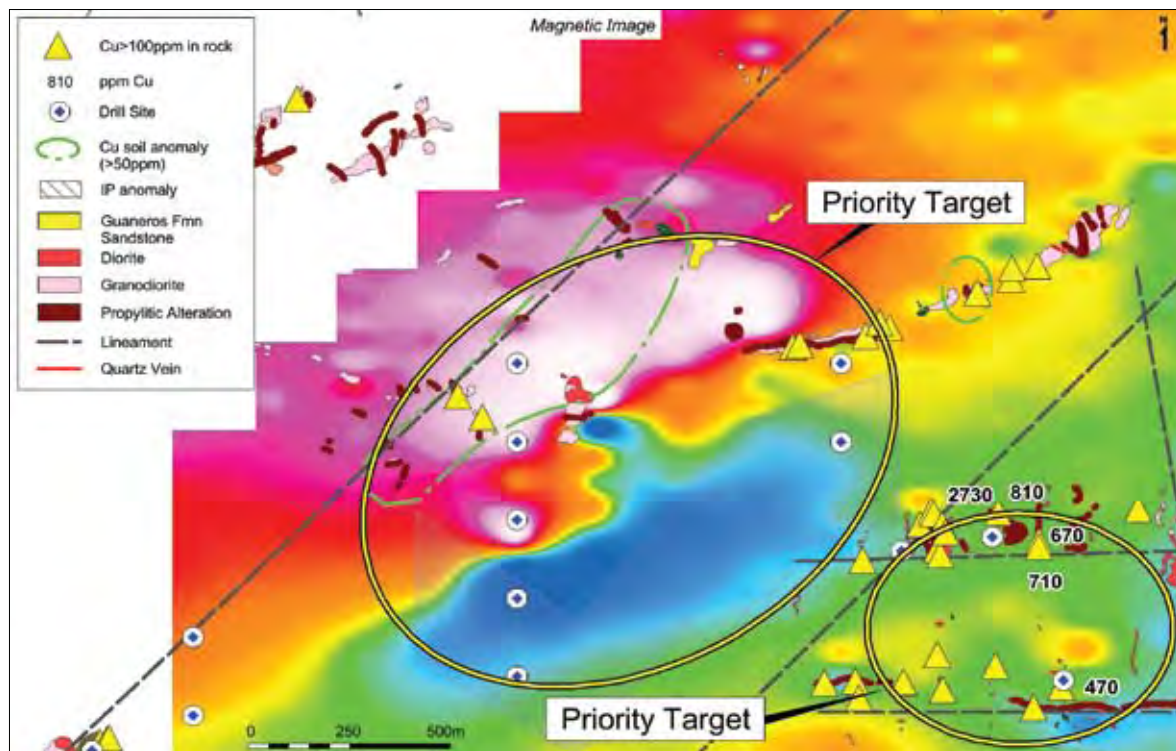 Magnetic Image
N
1
Cu>100ppm in rock
810 ppm Cu
Drill Site
Cu soil anomaly
(>50ppm)
IP anomaly
Guaneros Fmn
Sandstone
Diorite
Granodiorite
Propylitic Alteration
Lineament
Quartz Vein
Priority Target
2730
810
670
710
470
Priority Target
0 250 500m